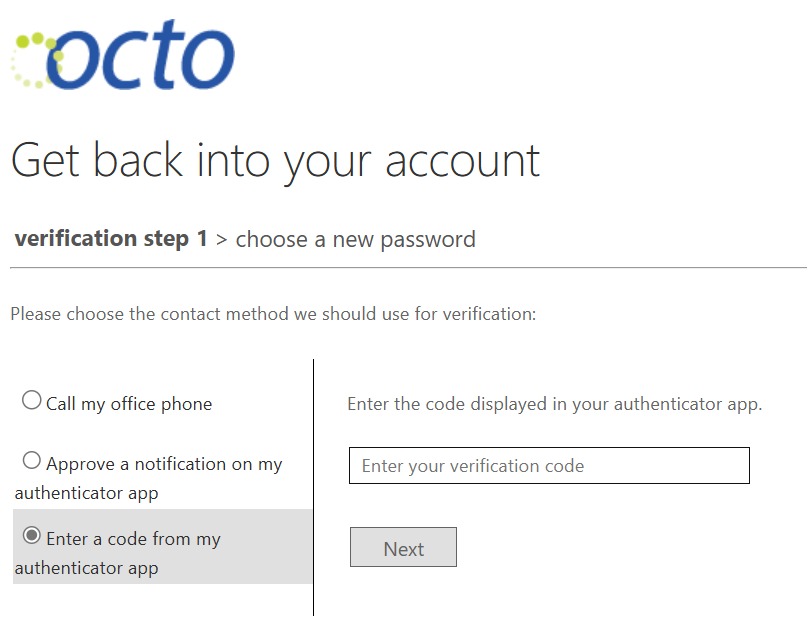 octo
Get back into your account
verification step 1 > choose a new password
Please choose the contact method we should use for verification:
Call my office phone
Approve a notification on my
authenticator app
Enter a code from my
authenticator app
Enter the code displayed in your authenticator app.
Enter your verification code
Next